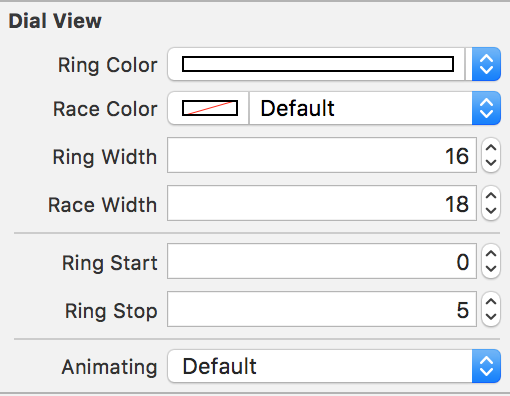 Dial View
Ring Color
Race Color Default
Ring Width 16
Race Width 18
Ring Start 0
Ring Stop 5
Animating Default